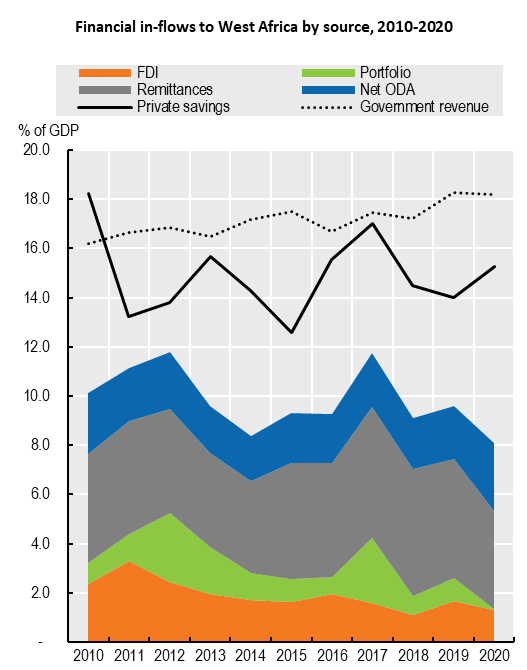 Financial in-flows to West Africa by source, 2010-2020
FDI Portfolio
Remittances Net ODA
Private savings Government revenue
% of GDP
20.0
18.0
16.0
14.0
12.0
10.0
8.0
6.0
4.0
2.0
-
2010 2011 2012 2013 2014 2015 2016 2017 2018 2019 2020